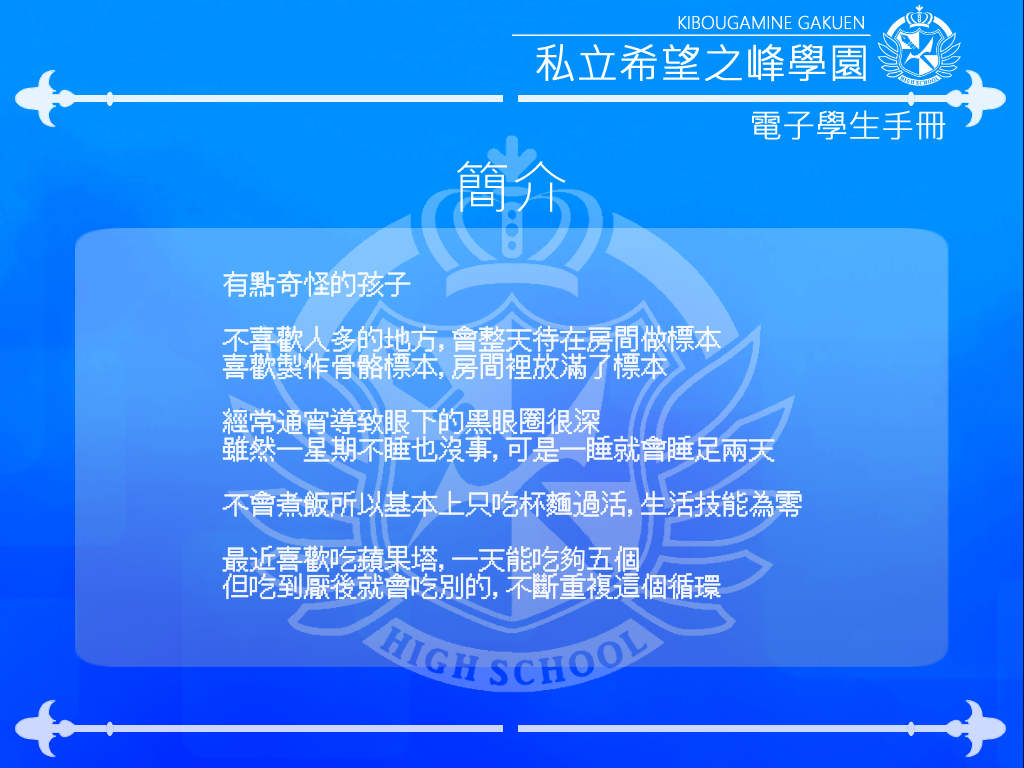 KIBOUGAMINE GAKUEN
私立希望之峰學園
HIGH SCHOOL
電子學生手冊
簡介
有點奇怪的孩子
不喜歡人多的地方, 會整天待在房間做標本
喜歡製作骨骼標本, 房間裡放滿了標本
經常通宵導致眼下的黑眼圈很深
雖然一星期不睡也沒事, 可是一睡就會睡足兩天
不會煮飯所以基本上只吃杯麵過活, 生活技能為零
最近喜歡吃蘋果塔, 一天能吃夠五個
但吃到厭後就會吃別的, 不斷重複這個循環
HIGH SCHOOL